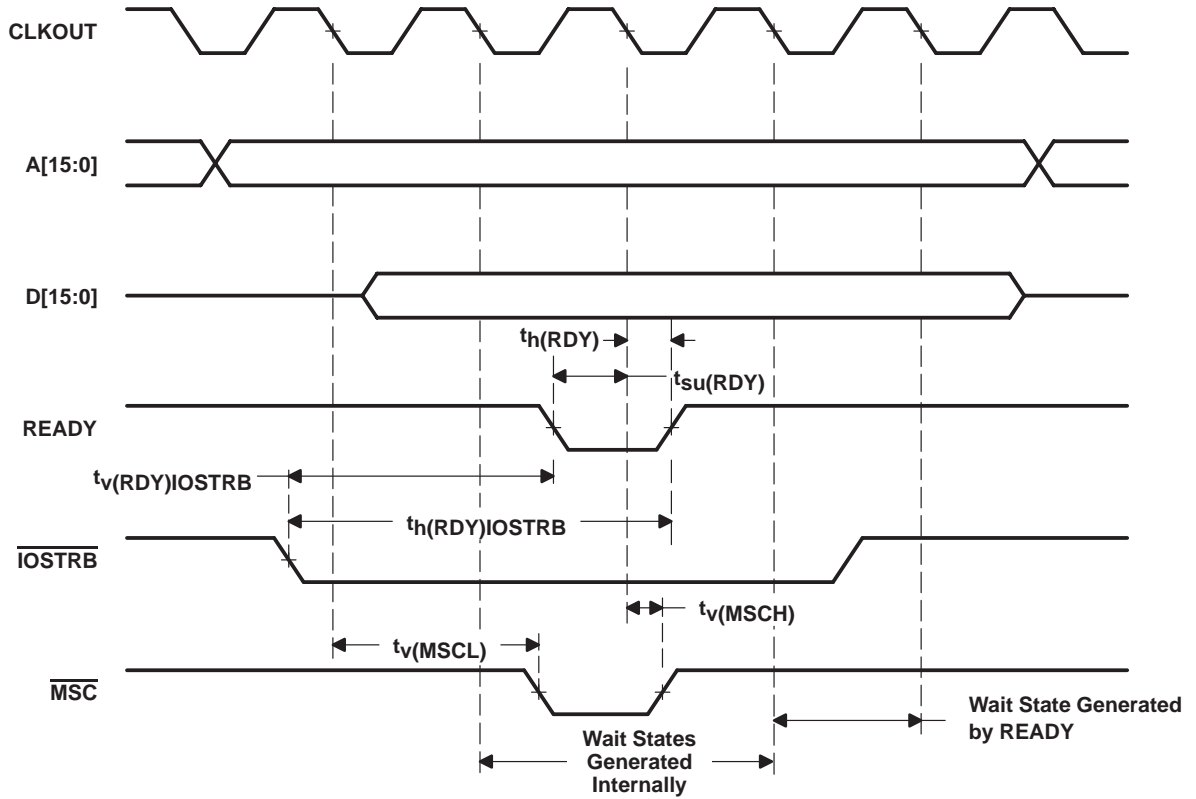 CLKOUT
A[15:0]
D[15:0]
th(RDY)
tsu(RDY)
READY
tv(RDY)IOSTRB
th(RDY)IOSTRB
IOSTRB
tv(MSCH)
tv(MSCL)
MSC
Wait State Generated
by READY
Wait States
Generated
Internally